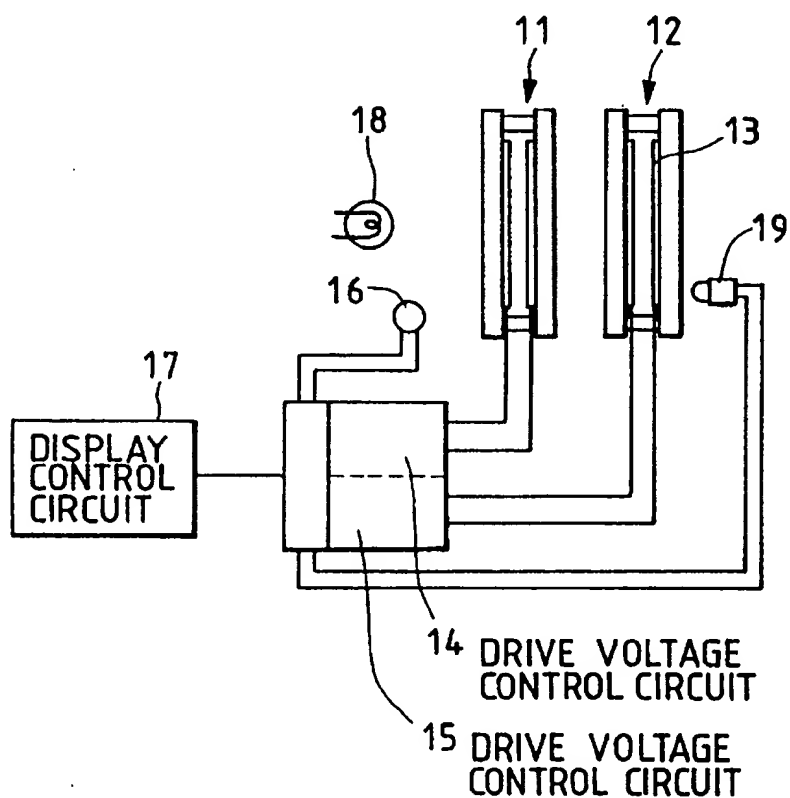 11
12
18
13
19
16
17
DISPLAY
CONTROL
CIRCUIT
14 DRIVE VOLTAGE
CONTROL CIRCUIT
15 DRIVE VOLTAGE
CONTROL CIRCUIT